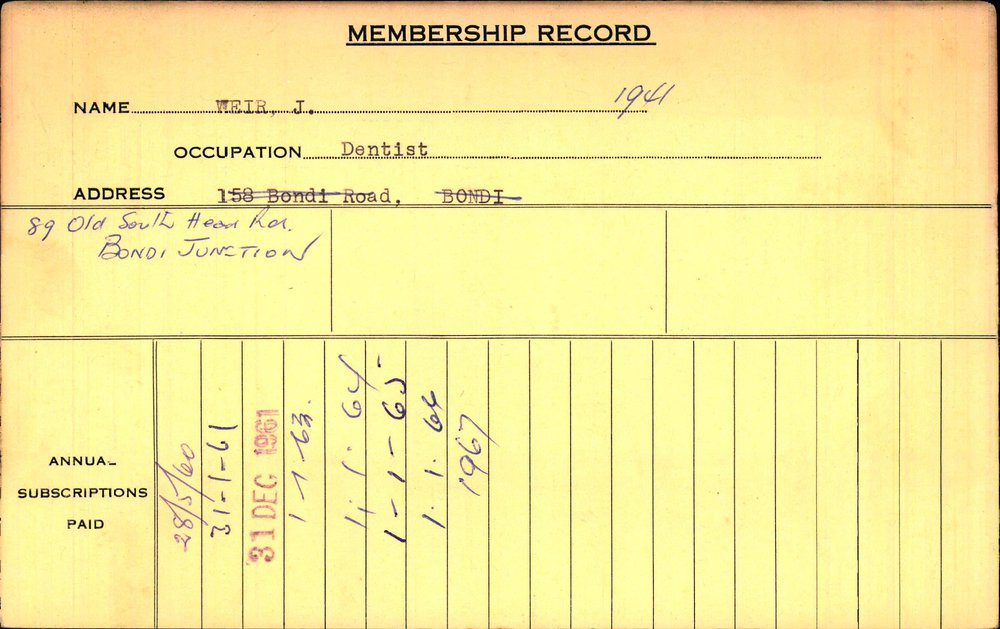 MEMBERSHIP RECORD
NAME WEIR, J. 1941
OCCUPATION Dentist
ADDRESS 158 Bondi Road, BONDI
89 Old South Head Rd.
BONDI JUNCTION
ANNUAL
SUBSCRIPTIONS
PAID
28/5/60
31-1-61
31 DEC 1961
1-1-63.
4.1.64
1-1-65
1.1.66
1967